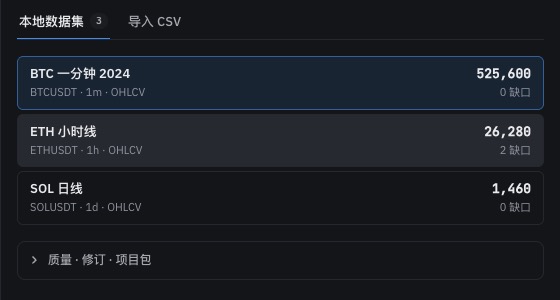 本地数据集 3 导入 CSV
BTC 一分钟 2024 525,600
BTCUSDT · 1m · OHLCV 0 缺口
ETH 小时线 26,280
ETHUSDT · 1h · OHLCV 2 缺口
SOL 日线 1,460
SOLUSDT · 1d · OHLCV 0 缺口
质量 · 修订 · 项目包